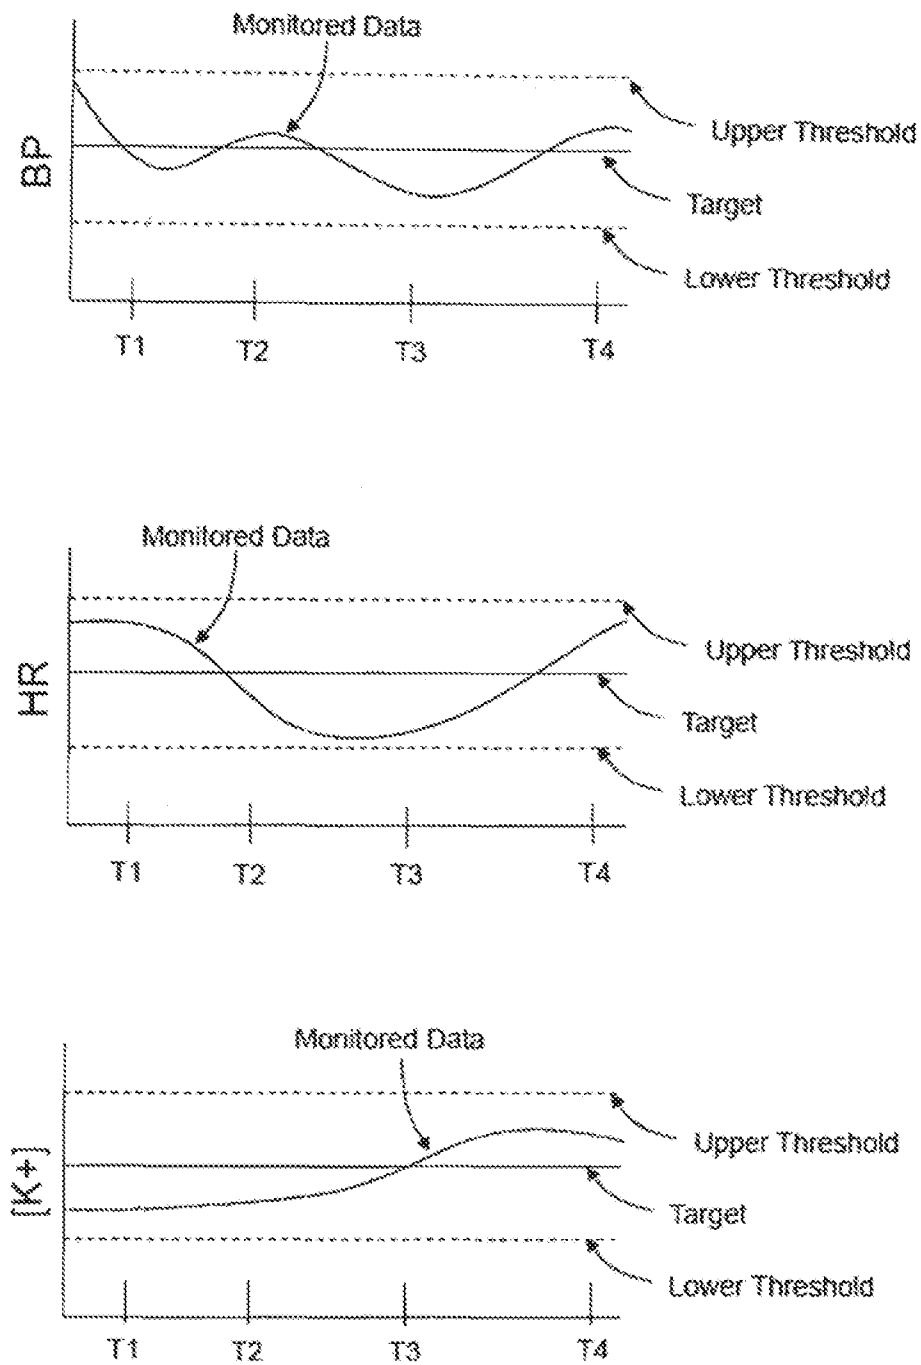 Monitored Data
Upper Threshold
BP
Target
Lower Threshold
T1 T2 T3 T4
Monitored Data
Upper Threshold
HR
Target
Lower Threshold
T1 T2 T3 T4
Monitored Data
Upper Threshold
[K+]
Target
Lower Threshold
T1 T2 T3 T4